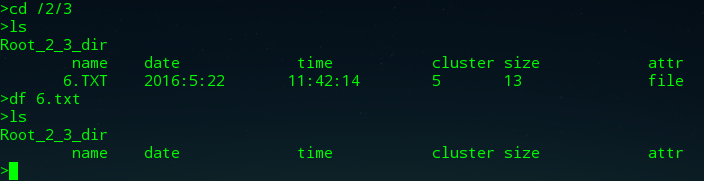 >cd /2/3
>ls
Root_2_3_dir
name date time cluster size attr
6.TXT 2016:5:22 11:42:14 5 13 file
>df 6.txt
>ls
Root_2_3_dir
name date time cluster size attr
>